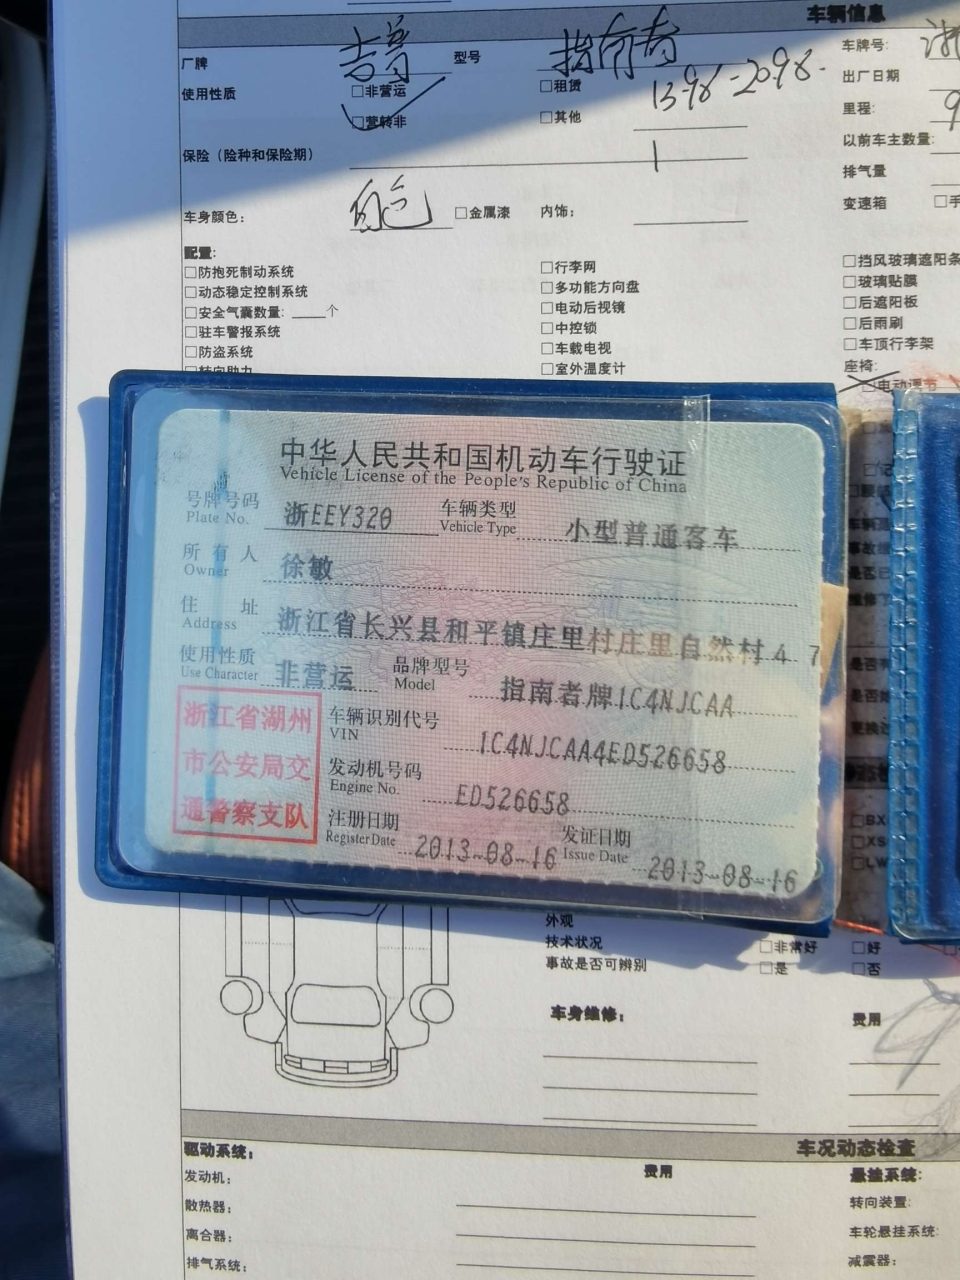 车辆信息
厂牌 吉普 型号 指南者 车牌号: 浙
使用性质 □非营运 □租赁 1398-2098. 出厂日期
□营转非 □其他 里程: 9
保险（险种和保险期） 1 以前车主数量:
排气量
车身颜色: 白色 □金属漆 内饰: 变速箱 □手
配置:
□防抱死制动系统 □行李网 □挡风玻璃遮阳条
□动态稳定控制系统 □多功能方向盘 □玻璃贴膜
□安全气囊数量: ____个 □电动后视镜 □后遮阳板
□驻车警报系统 □中控锁 □后雨刷
□防盗系统 □车载电视 □车顶行李架
□转向助力 □室外温度计 座椅:
□电动调节
中华人民共和国机动车行驶证
Vehicle License of the People's Republic of China
号牌号码 浙EEY320 车辆类型 小型普通客车
Plate No. Vehicle Type
所有人 徐敏
Owner
住址 浙江省长兴县和平镇庄里村庄里自然村47
Address
使用性质 非营运 品牌型号 指南者牌1C4NJCAA
Use Character Model
浙江省湖州
市公安局交
通警察支队
车辆识别代号 1C4NJCAA4ED526658
VIN
发动机号码 ED526658
Engine No.
注册日期 2013-08-16 发证日期 2013-08-16
Register Date Issue Date
□BX
□XS
□LW
外观
技术状况 □非常好 □好
事故是否可辨别 □是 □否
车身维修: 费用
车况动态检查
驱动系统: 费用 悬挂系统:
发动机: 转向装置:
散热器: 车轮悬挂系统:
离合器: 减震器:
排气系统: